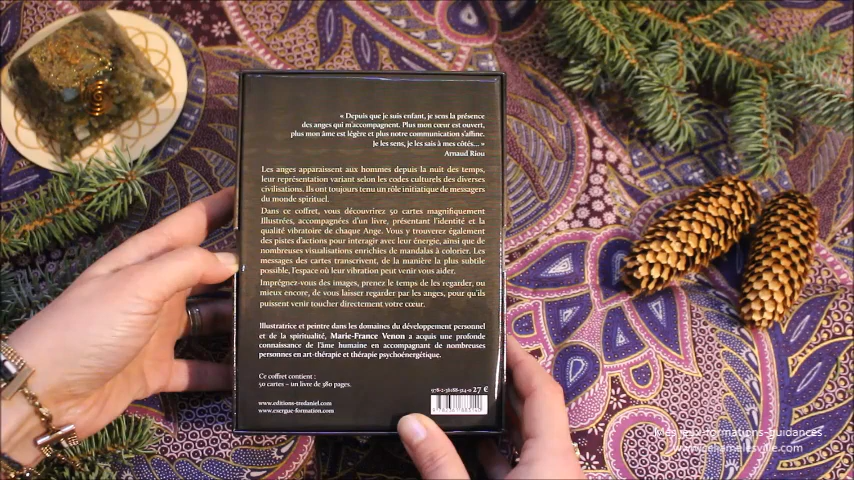 « Depuis que je suis enfant, je sens la présence
des anges qui m'accompagnent. Plus mon cœur est ouvert,
plus mon âme est légère et plus notre communication s'affine.
Je les sens, je les sais à mes côtés... »
Arnaud Riou
Les anges apparaissent aux hommes depuis la nuit des temps,
leur représentation variant selon les codes culturels des diverses
civilisations. Ils ont toujours tenu un rôle initiatique de messagers
du monde spirituel.
Dans ce coffret, vous découvrirez 50 cartes magnifiquement
illustrées, accompagnées d'un livre, présentant l'identité et la
qualité vibratoire de chaque Ange. Vous y trouverez également
des pistes d'actions pour interagir avec leur énergie, ainsi que de
nombreuses visualisations enrichies de mandalas à colorier. Les
messages des cartes transcrivent, de la manière la plus subtile
possible, l'espace où leur vibration peut venir vous aider.
Imprégnez-vous des images, prenez le temps de les regarder, ou
mieux encore, de vous laisser regarder par les anges, pour qu'ils
puissent venir toucher directement votre cœur.
Illustratrice et peintre dans les domaines du développement personnel
et de la spiritualité, Marie-France Venon a acquis une profonde
connaissance de l'âme humaine en accompagnant de nombreuses
personnes en art-thérapie et thérapie psychoénergétique.
Ce coffret contient :
50 cartes – un livre de 380 pages.
27 €
www.editions-tredaniel.com
www.exergue-formation.com